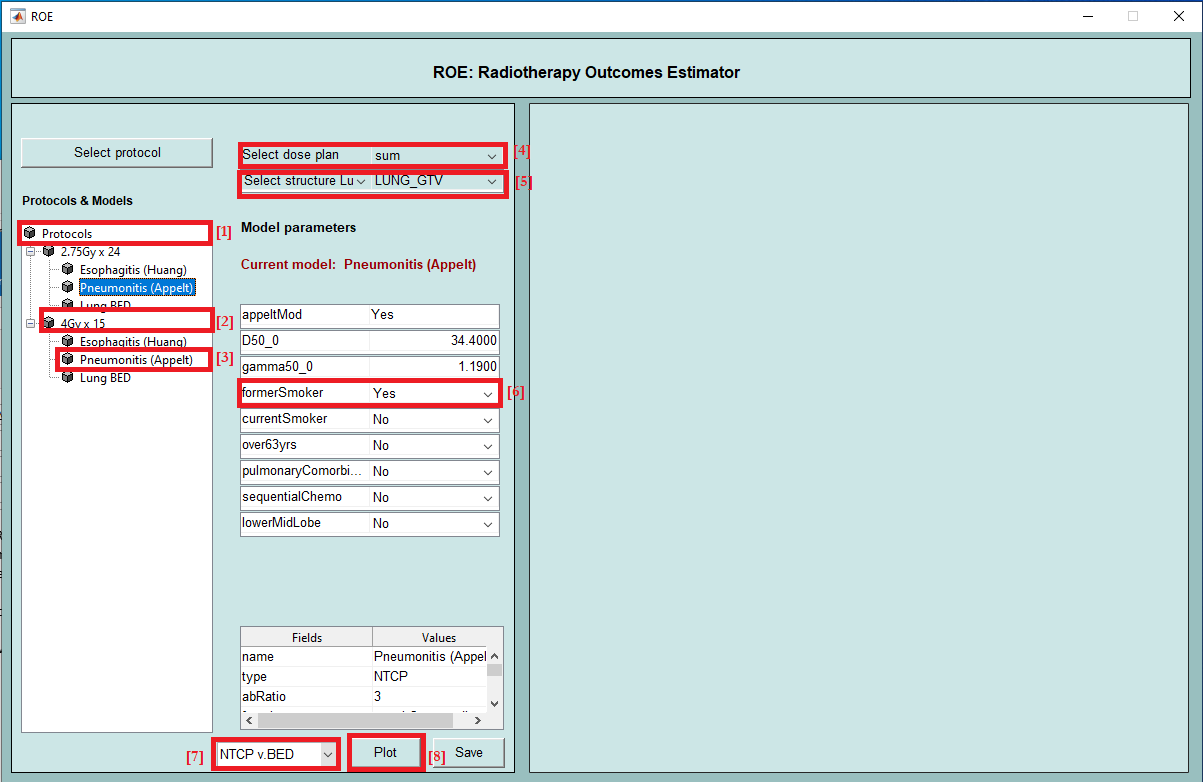 ROE
ROE: Radiotherapy Outcomes Estimator
Select protocol
Protocols & Models
Protocols [1]
2.75Gy x 24
Esophagitis (Huang)
Pneumonitis (Appelt)
Lung BED
4Gy x 15 [2]
Esophagitis (Huang)
Pneumonitis (Appelt) [3]
Lung BED
Select dose plan sum [4]
Select structure Lu LUNG_GTV [5]
Model parameters
Current model: Pneumonitis (Appelt)
appeltMod Yes
D50_0 34.4000
gamma50_0 1.1900
formerSmoker Yes [6]
currentSmoker No
over63yrs No
pulmonaryComorbi... No
sequentialChemo No
lowerMidLobe No
Fields Values
name Pneumonitis (Appel
type NTCP
abRatio 3
[7] NTCP v.BED Plot [8] Save